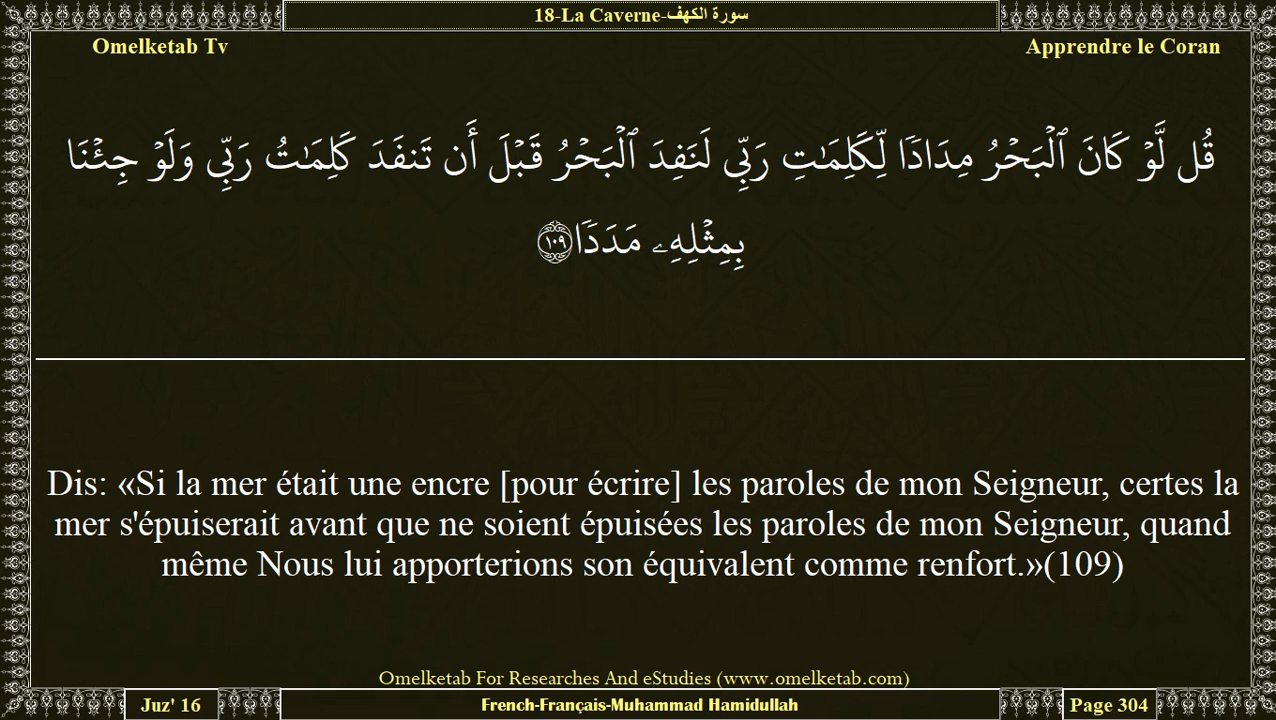 18-La Caverne-سورة الكهف
Omelketab Tv
Apprendre le Coran
قُل لَّوۡ كَانَ ٱلۡبَحۡرُ مِدَادٗا لِّكَلِمَٰتِ رَبِّي لَنَفِدَ ٱلۡبَحۡرُ قَبۡلَ أَن تَنفَدَ كَلِمَٰتُ رَبِّي وَلَوۡ جِئۡنَا
بِمِثۡلِهِۦ مَدَدٗا ١٠٩
Dis: «Si la mer était une encre [pour écrire] les paroles de mon Seigneur, certes la
mer s'épuiserait avant que ne soient épuisées les paroles de mon Seigneur, quand
même Nous lui apporterions son équivalent comme renfort.»(109)
Omelketab For Researches And eStudies (www.omelketab.com)
Juz' 16
French-Français-Muhammad Hamidullah
Page 304